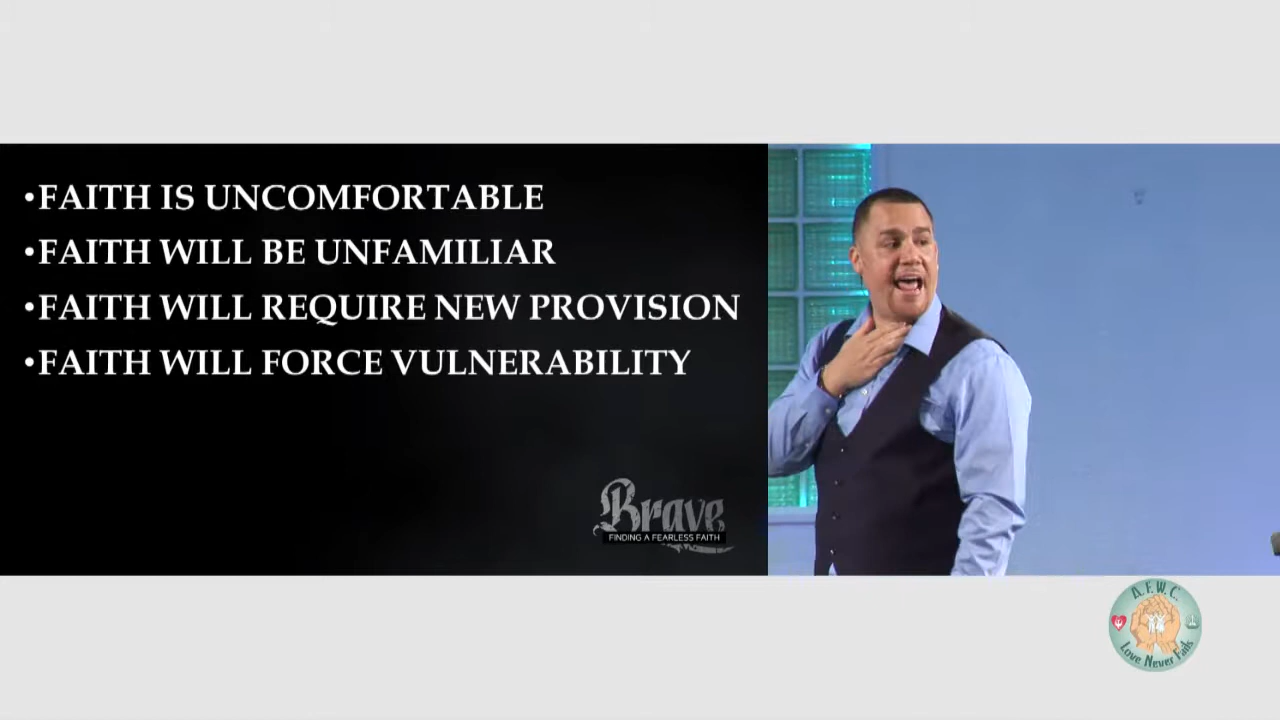 •FAITH IS UNCOMFORTABLE
•FAITH WILL BE UNFAMILIAR
•FAITH WILL REQUIRE NEW PROVISION
•FAITH WILL FORCE VULNERABILITY
Brave
FINDING A FEARLESS FAITH
A.F.W.C.
Love Never Fails